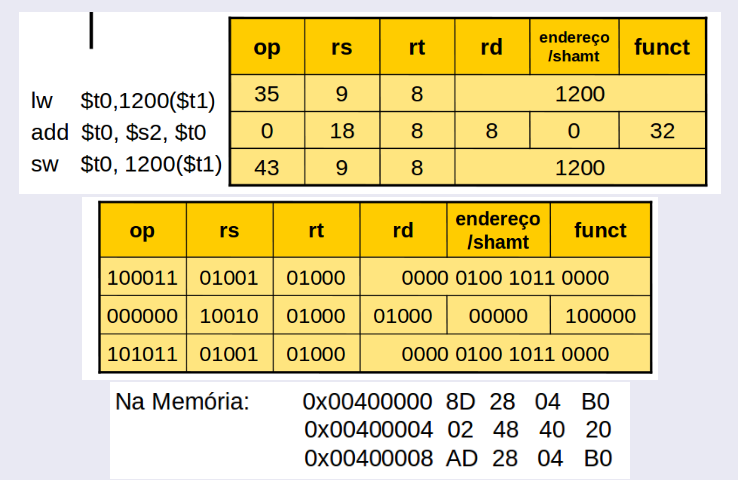 op rs rt rd endereço /shamt funct
lw $t0,1200($t1) 35 9 8 1200
add $t0, $s2, $t0 0 18 8 8 0 32
sw $t0, 1200($t1) 43 9 8 1200
op rs rt rd endereço /shamt funct
100011 01001 01000 0000 0100 1011 0000
000000 10010 01000 01000 00000 100000
101011 01001 01000 0000 0100 1011 0000
Na Memória: 0x00400000 8D 28 04 B0
0x00400004 02 48 40 20
0x00400008 AD 28 04 B0